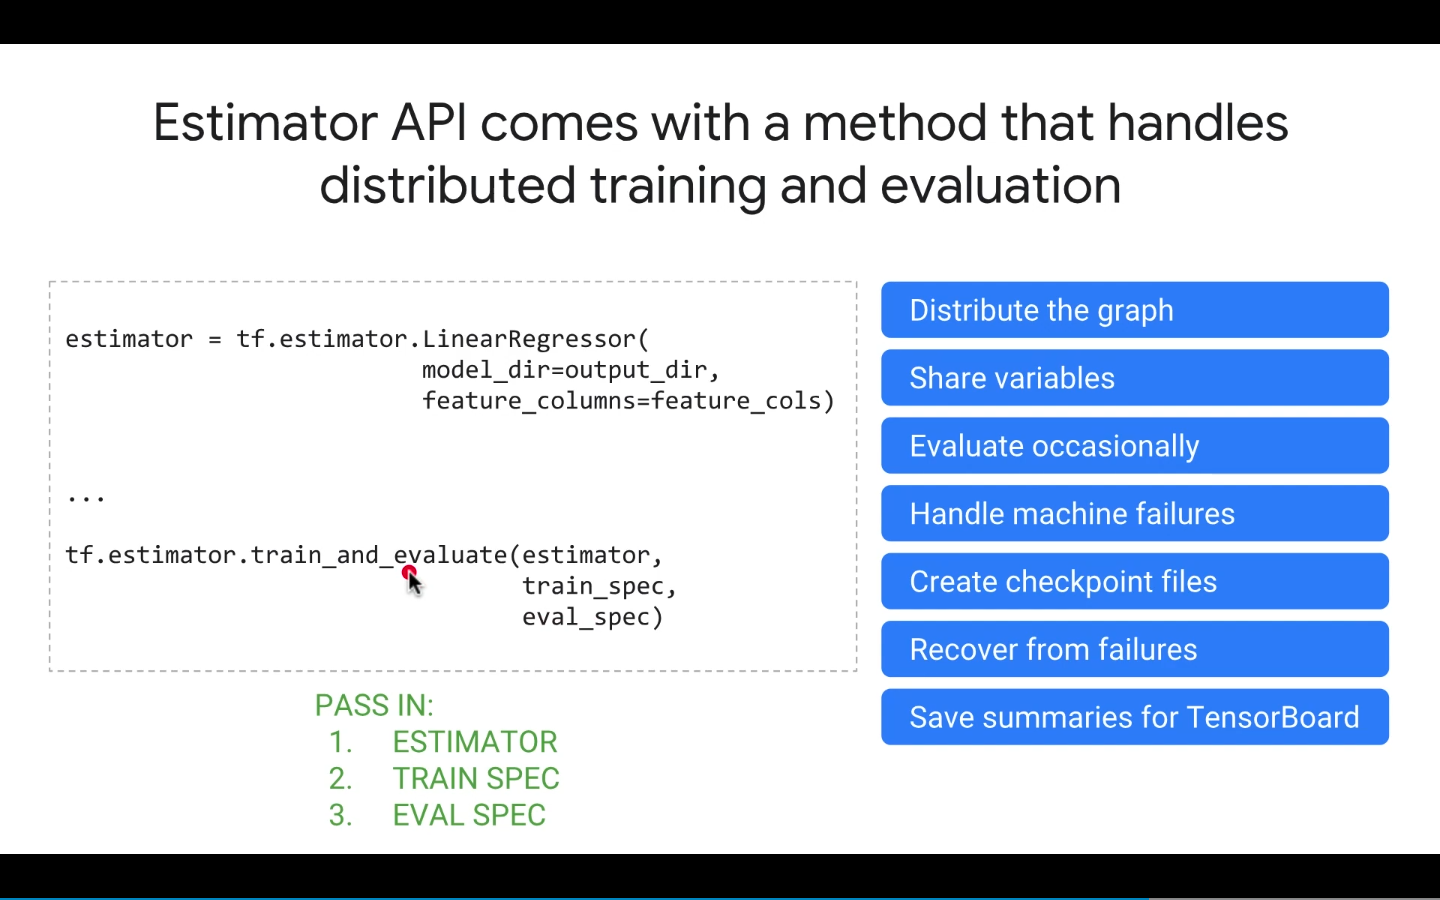 Estimator API comes with a method that handles
distributed training and evaluation
estimator = tf.estimator.LinearRegressor(
model_dir=output_dir,
feature_columns=feature_cols)
...
tf.estimator.train_and_evaluate(estimator,
train_spec,
eval_spec)
PASS IN:
1. ESTIMATOR
2. TRAIN SPEC
3. EVAL SPEC
Distribute the graph
Share variables
Evaluate occasionally
Handle machine failures
Create checkpoint files
Recover from failures
Save summaries for TensorBoard